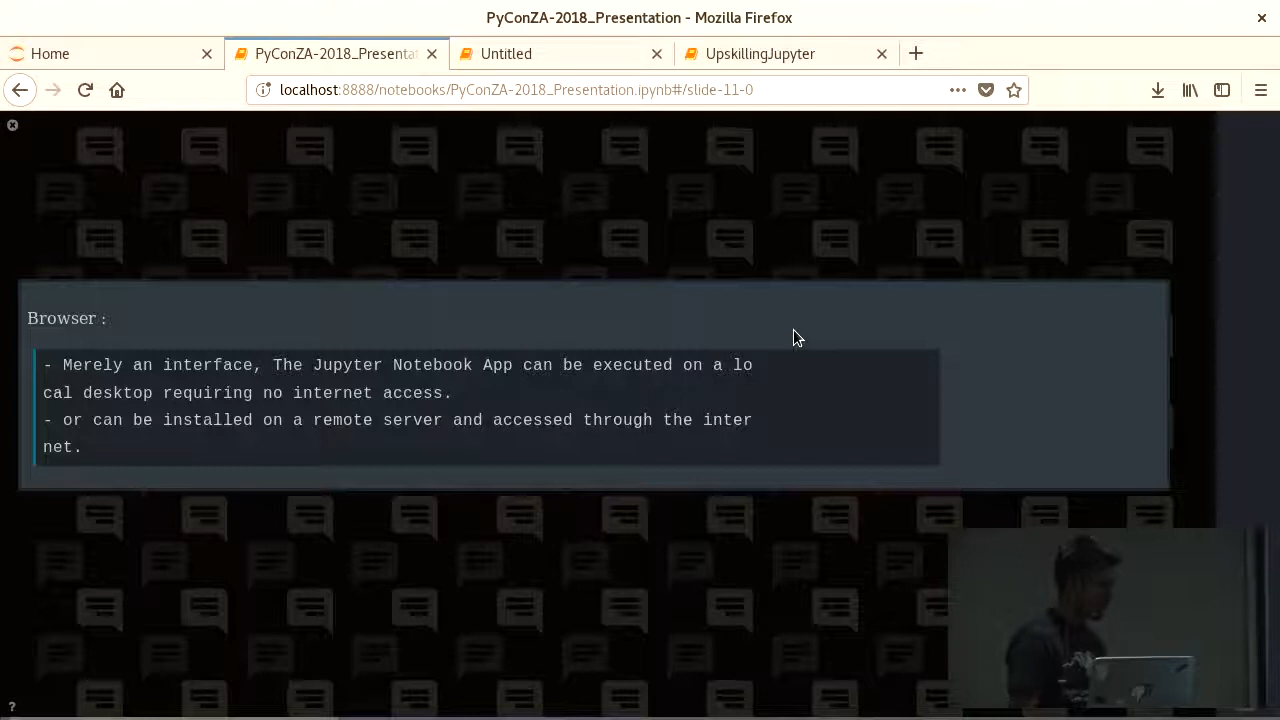 PyConZA-2018_Presentation - Mozilla Firefox
Home
PyConZA-2018_Presentat
Untitled
UpskillingJupyter
localhost:8888/notebooks/PyConZA-2018_Presentation.ipynb#/slide-11-0
Browser :
- Merely an interface, The Jupyter Notebook App can be executed on a lo
cal desktop requiring no internet access.
- or can be installed on a remote server and accessed through the inter
net.
?